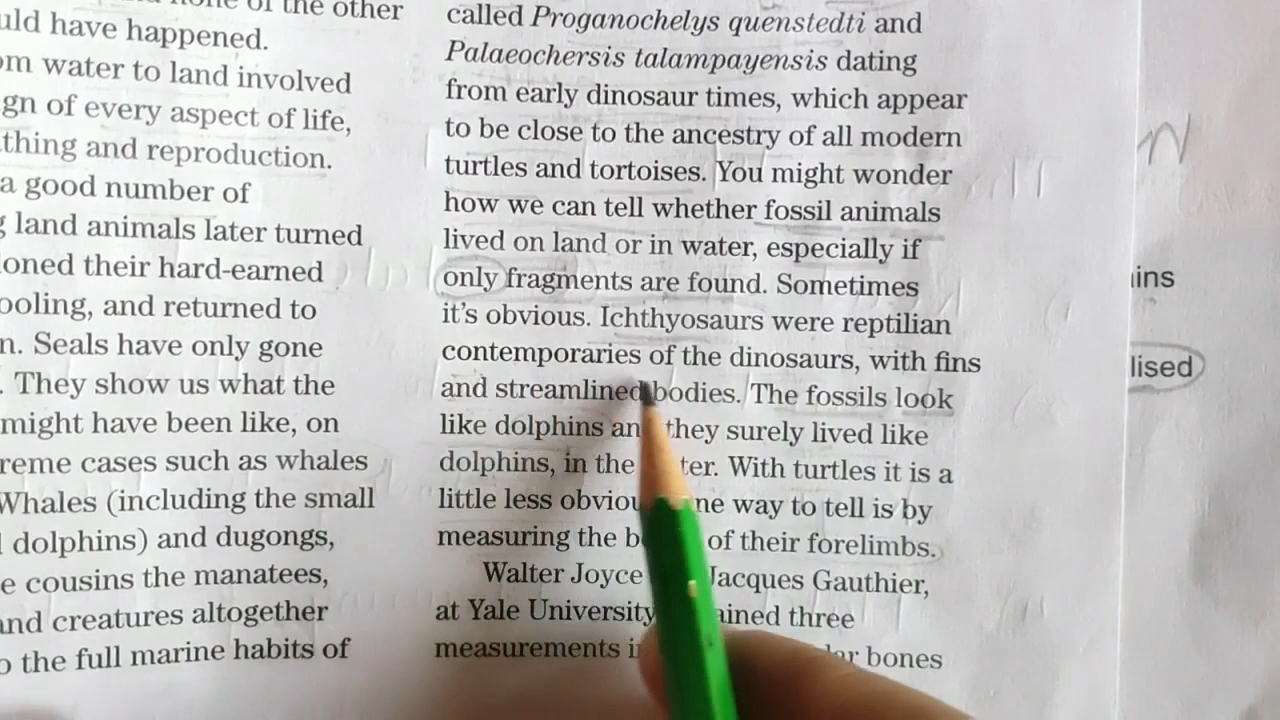 of the other
uld have happened.
om water to land involved
gn of every aspect of life,
thing and reproduction.
a good number of
g land animals later turned
oned their hard-earned
ooling, and returned to
n. Seals have only gone
. They show us what the
might have been like, on
reme cases such as whales
Whales (including the small
dolphins) and dugongs,
e cousins the manatees,
and creatures altogether
o the full marine habits of
called Proganochelys quenstedti and
Palaeochersis talampayensis dating
from early dinosaur times, which appear
to be close to the ancestry of all modern
turtles and tortoises. You might wonder
how we can tell whether fossil animals
lived on land or in water, especially if
only fragments are found. Sometimes
it's obvious. Ichthyosaurs were reptilian
contemporaries of the dinosaurs, with fins
and streamlined bodies. The fossils look
like dolphins an they surely lived like
dolphins, in the ter. With turtles it is a
little less obviou ne way to tell is by
measuring the b of their forelimbs.
Walter Joyce Jacques Gauthier,
at Yale University ained three
measurements i lar bones
ins
lised